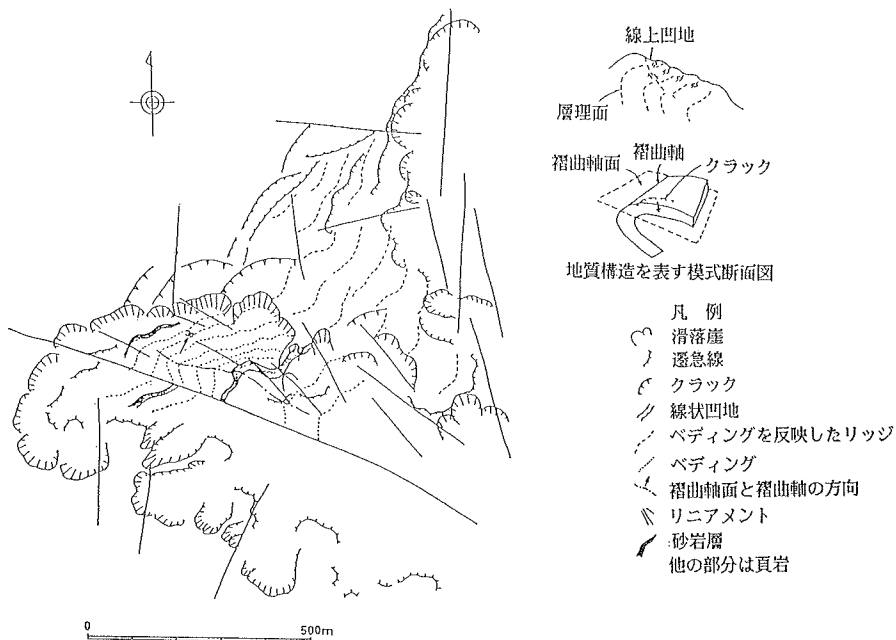 線上凹地
層理面
褶曲軸面
褶曲軸
クラック
地質構造を表す模式断面図
凡 例
滑落崖
遷急線
クラック
線状凹地
ベディングを反映したリッジ
ベディング
褶曲軸面と褶曲軸の方向
リニアメント
:砂岩層
他の部分は頁岩
0
500m